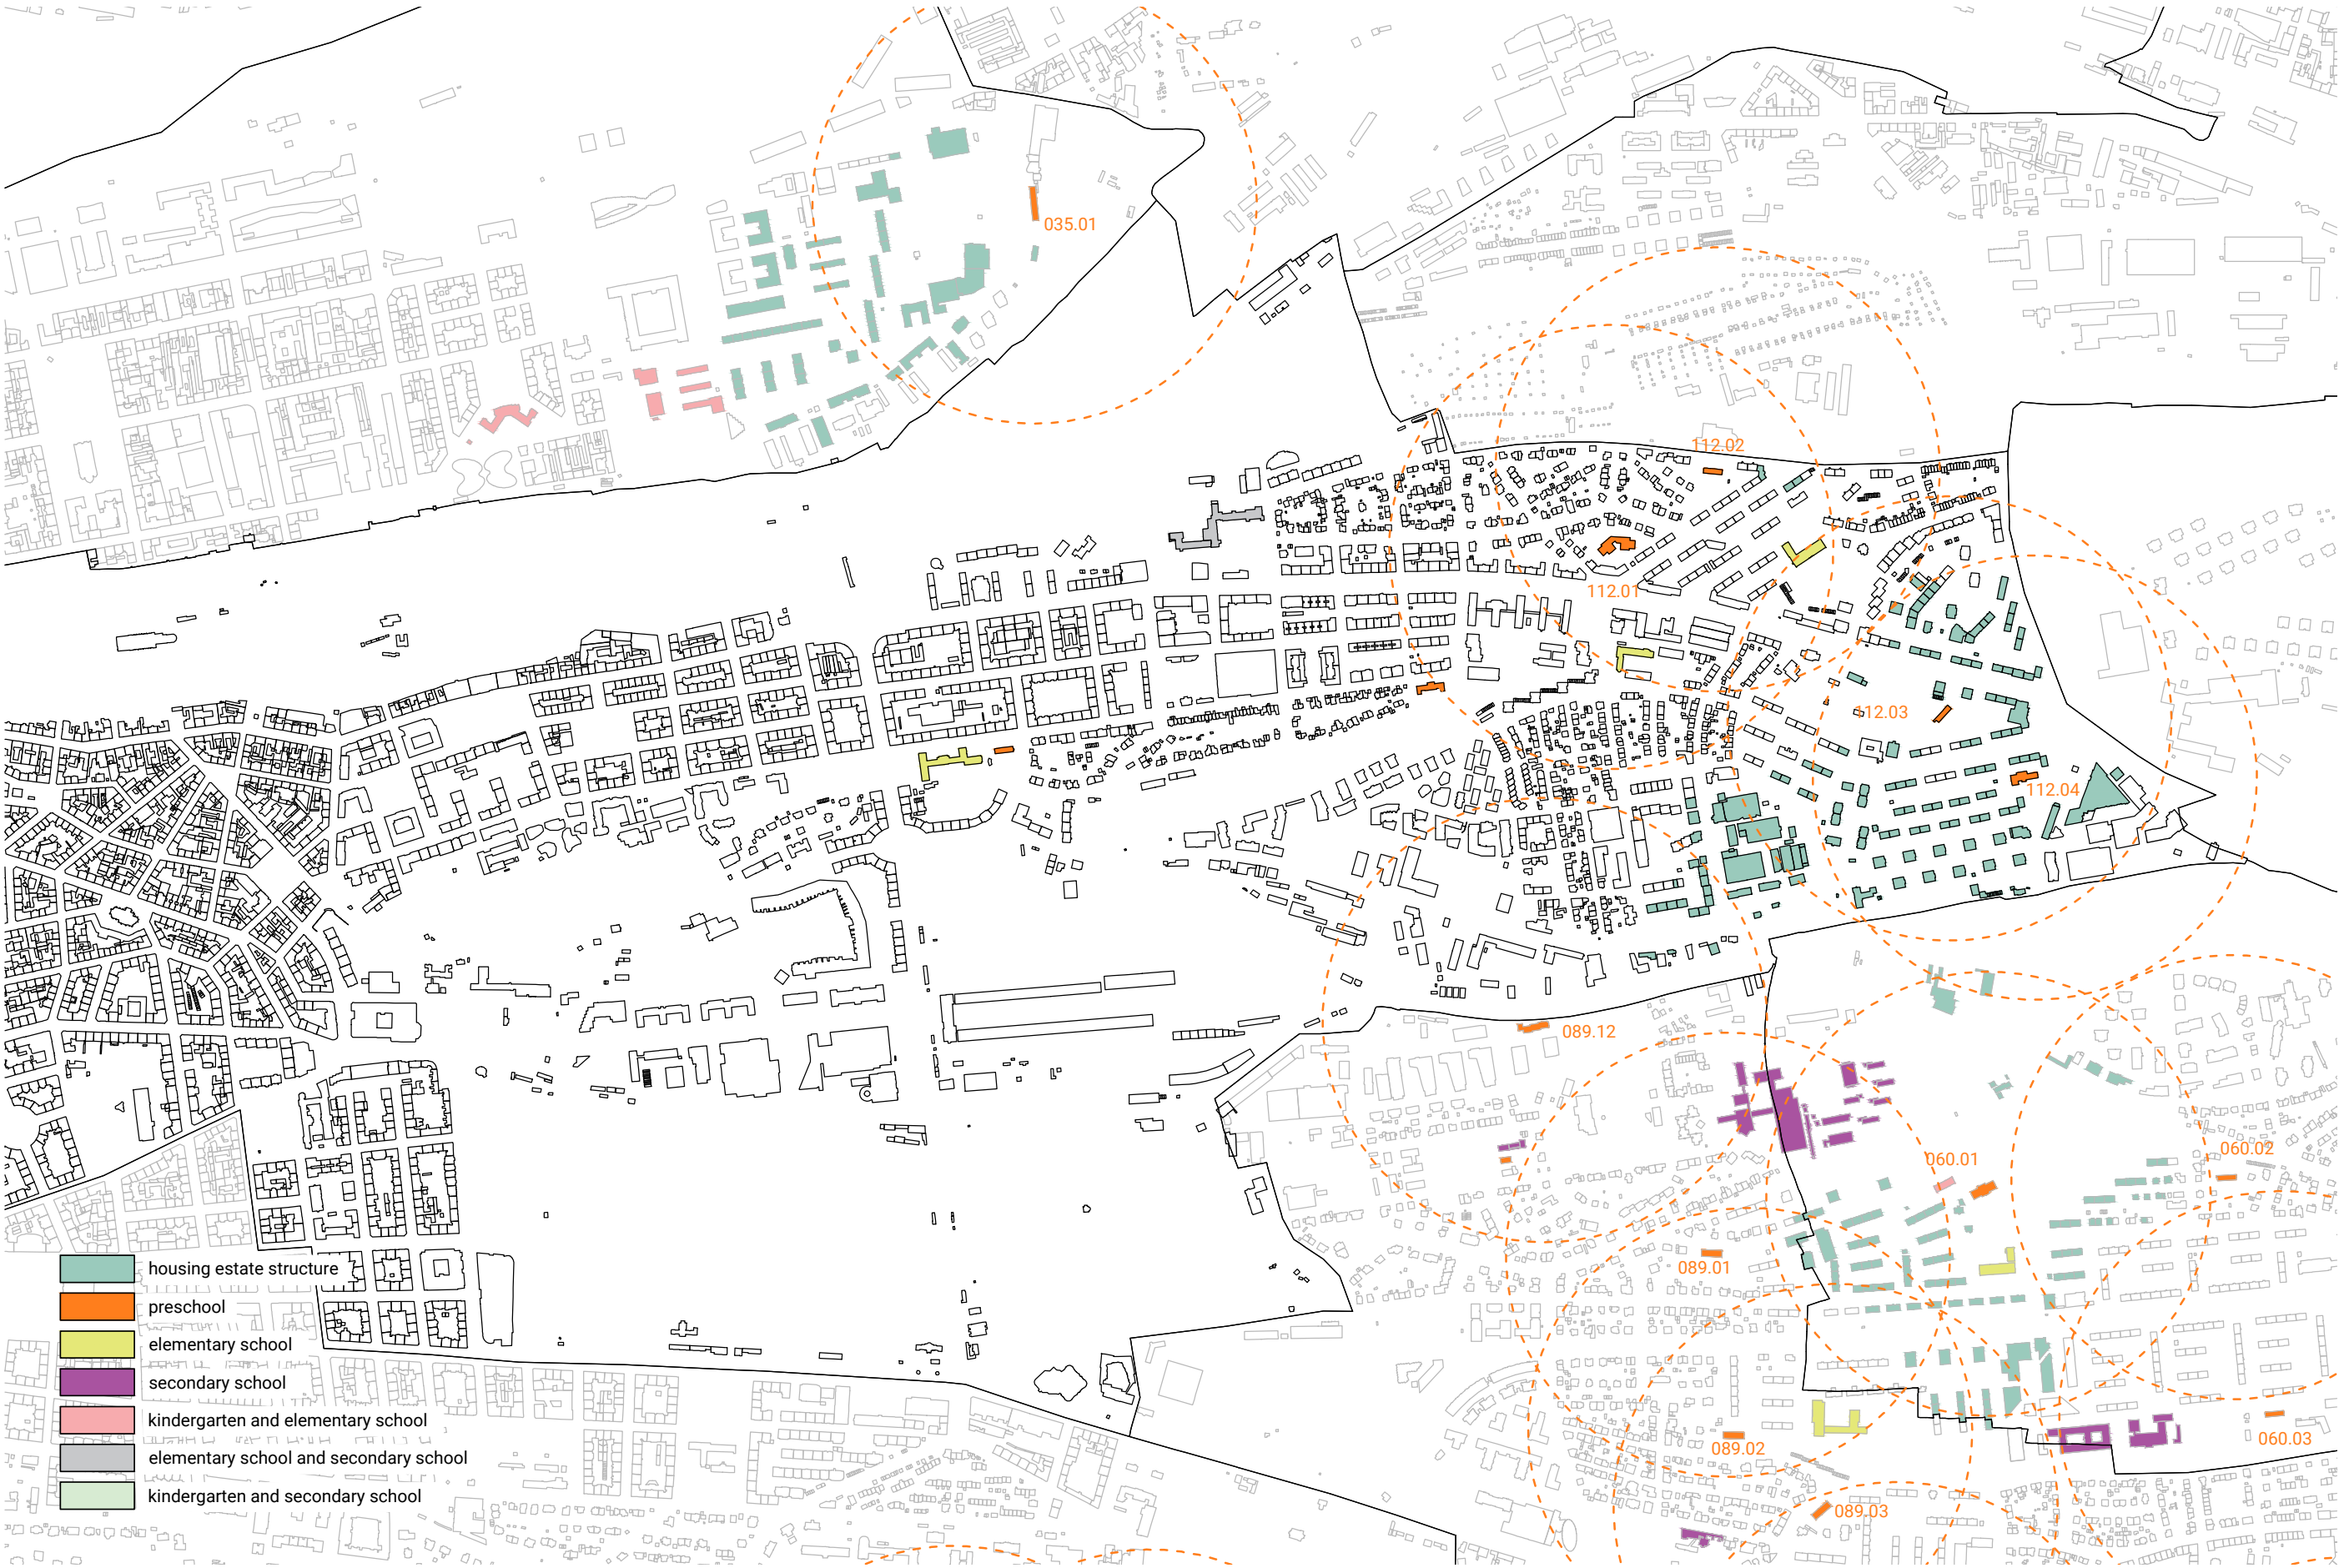 035.01
112.02
112.01
112.03
112.04
089.12
060.02
060.01
089.01
089.02
060.03
089.03
housing estate structure
preschool
elementary school
secondary school
kindergarten and elementary school
elementary school and secondary school
kindergarten and secondary school